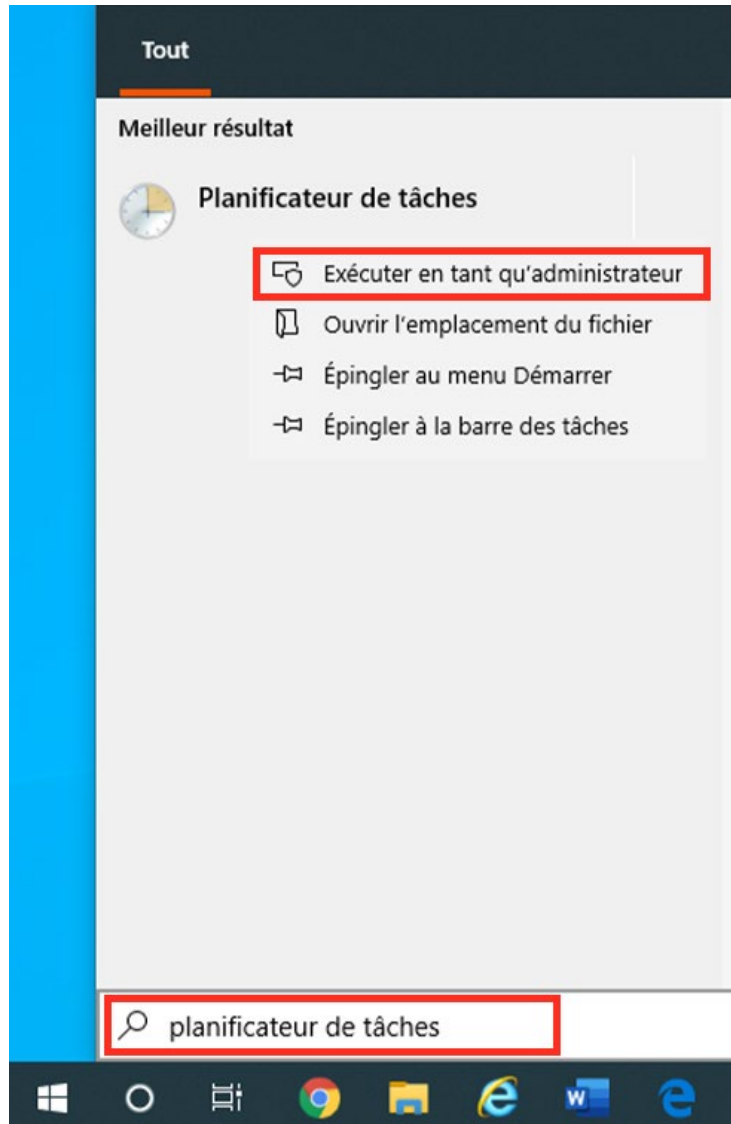 Tout
Meilleur résultat
Planificateur de tâches
Exécuter en tant qu'administrateur
Ouvrir l'emplacement du fichier
Épingler au menu Démarrer
Épingler à la barre des tâches
planificateur de tâches